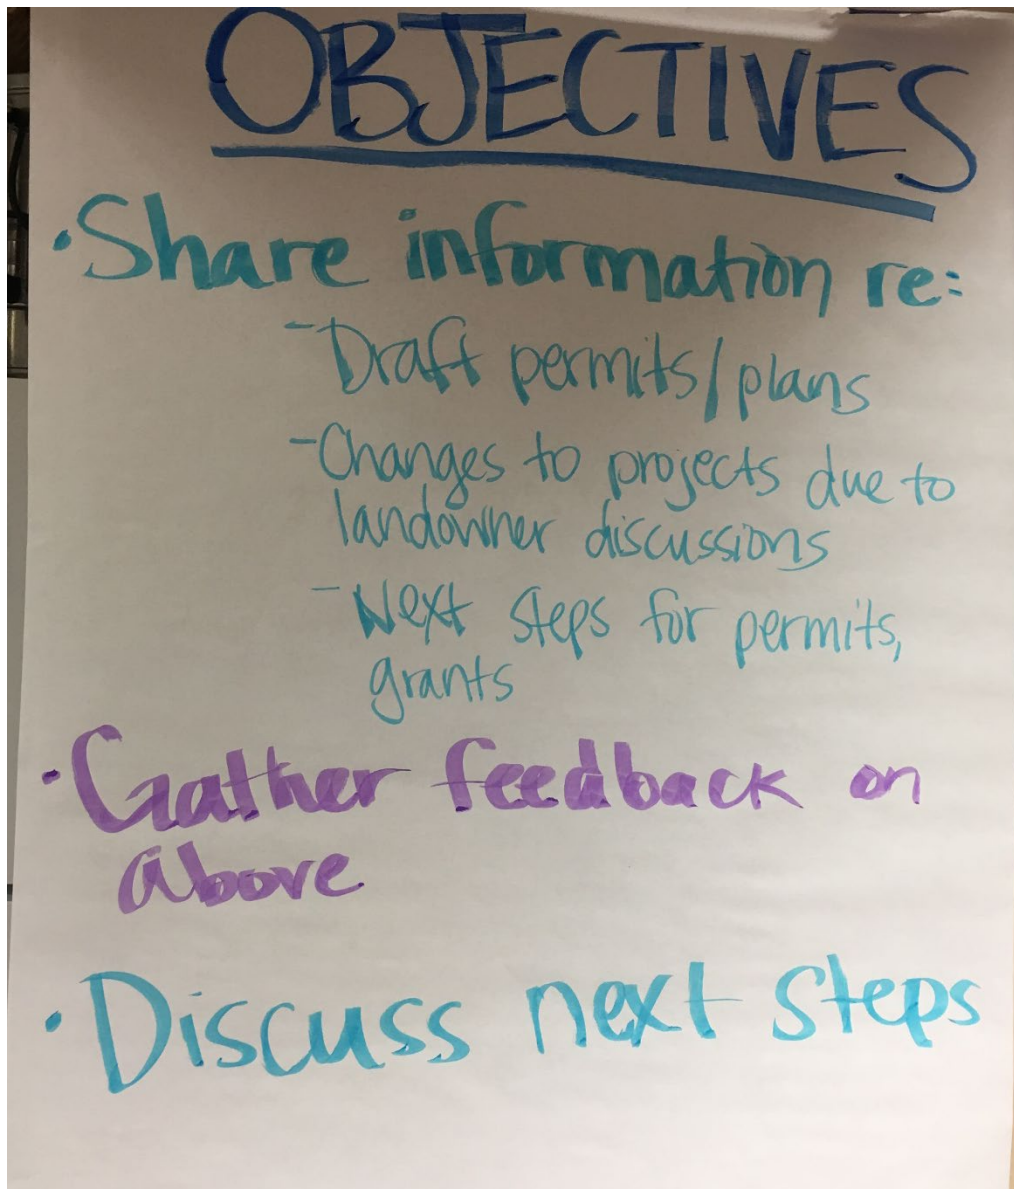 OBJECTIVES
• Share information re:
- Draft permits/plans
- Changes to projects due to
landowner discussions
- Next steps for permits,
grants
• Gather feedback on
above
• Discuss next steps